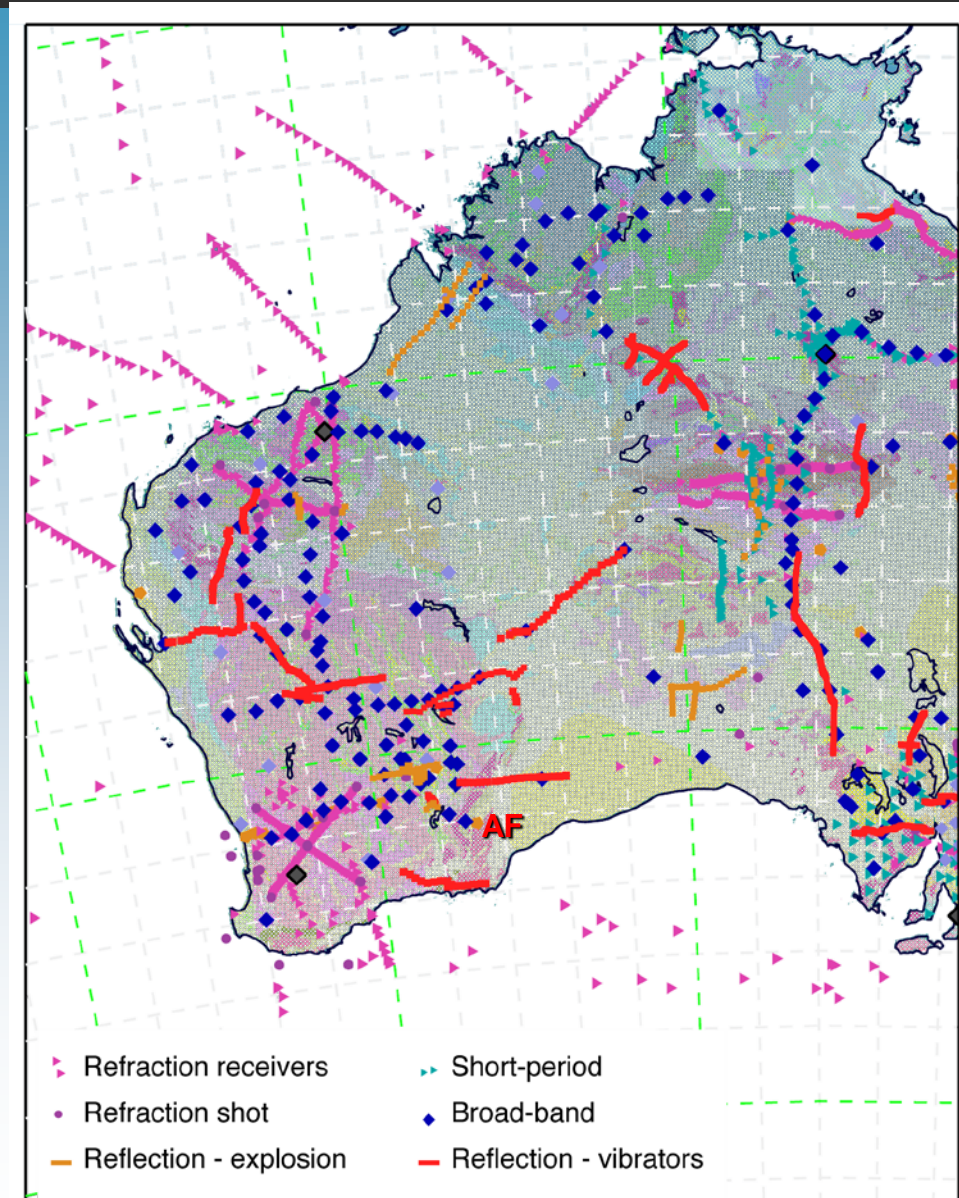 AF
Refraction receivers
Short-period
Refraction shot
Broad-band
Reflection - explosion
Reflection - vibrators